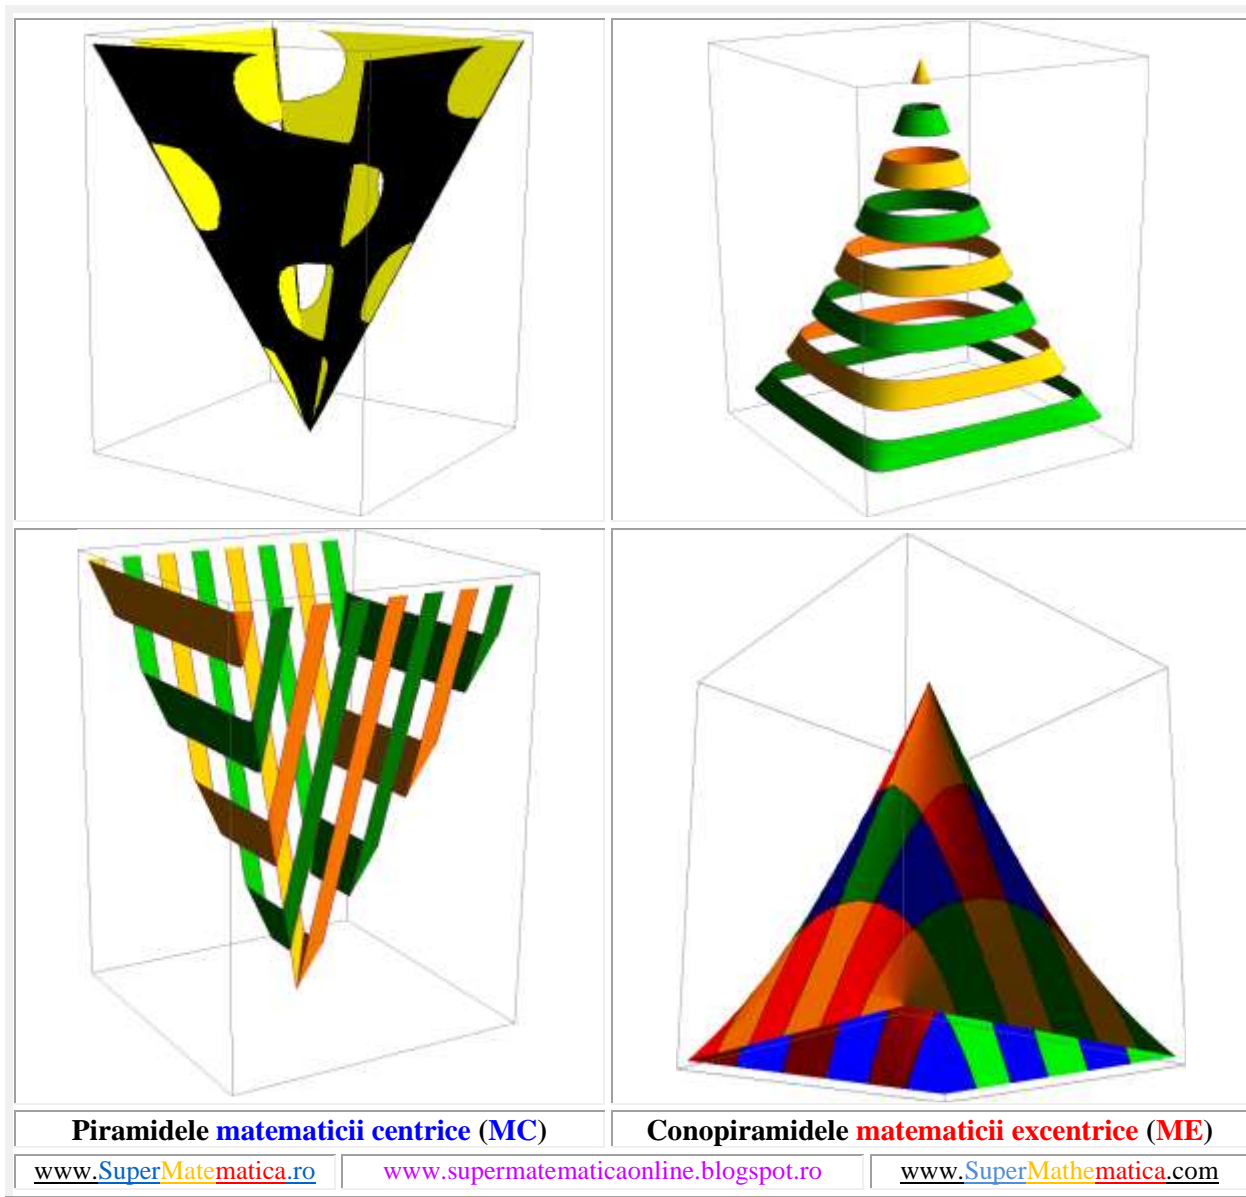 Piramidele matematicii centrice (MC)
Conopiramidele matematicii excentrice (ME)
www.SuperMatematica.ro
www.supermatematicaonline.blogspot.ro
www.SuperMathematica.com